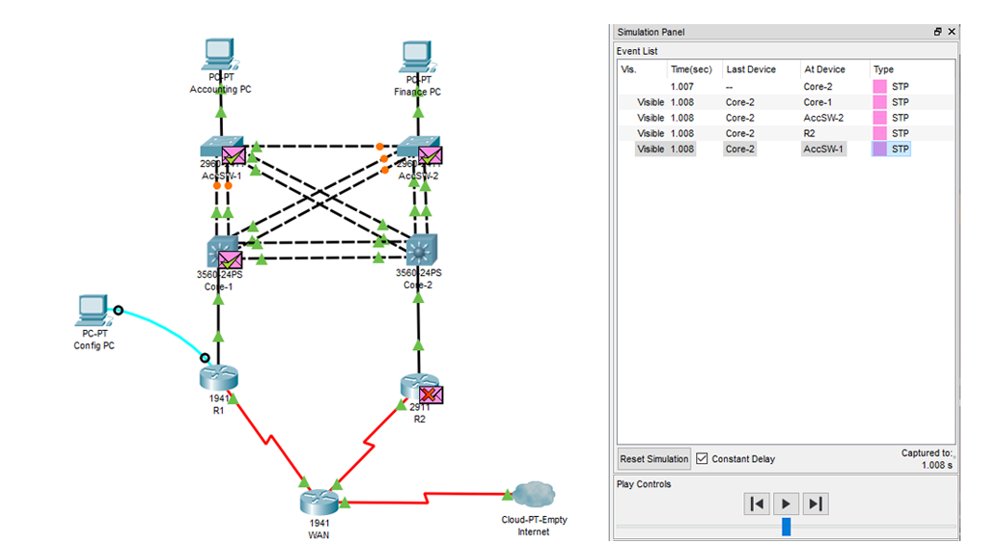 Simulation Panel
Event List
Vis. Time(sec) Last Device At Device Type
1.007 -- Core-2 STP
Visible 1.008 Core-2 Core-1 STP
Visible 1.008 Core-2 AccSW-2 STP
Visible 1.008 Core-2 R2 STP
Visible 1.008 Core-2 AccSW-1 STP
Reset Simulation Constant Delay
Captured to:
1.008 s
Play Controls
PC-PT
Accounting PC
PC-PT
Finance PC
AccSW-1
AccSW-2
3560-24PS
Core-1
3560-24PS
Core-2
PC-PT
Config PC
1941
R1
2911
R2
1941
WAN
Cloud-PT-Empty
Internet